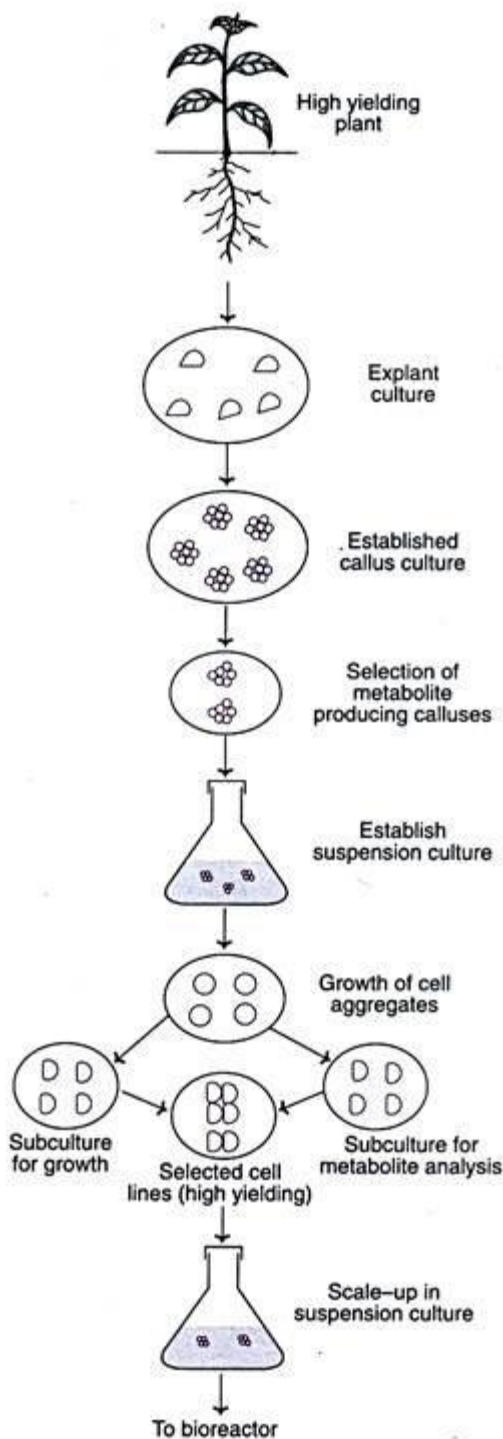 High yielding
plant
Explant
culture
Established
callus culture
Selection of
metabolite
producing calluses
Establish
suspension culture
Growth of cell
aggregates
Subculture
for growth
Selected cell
lines (high yielding)
Subculture for
metabolite analysis
Scale-up in
suspension culture
To bioreactor